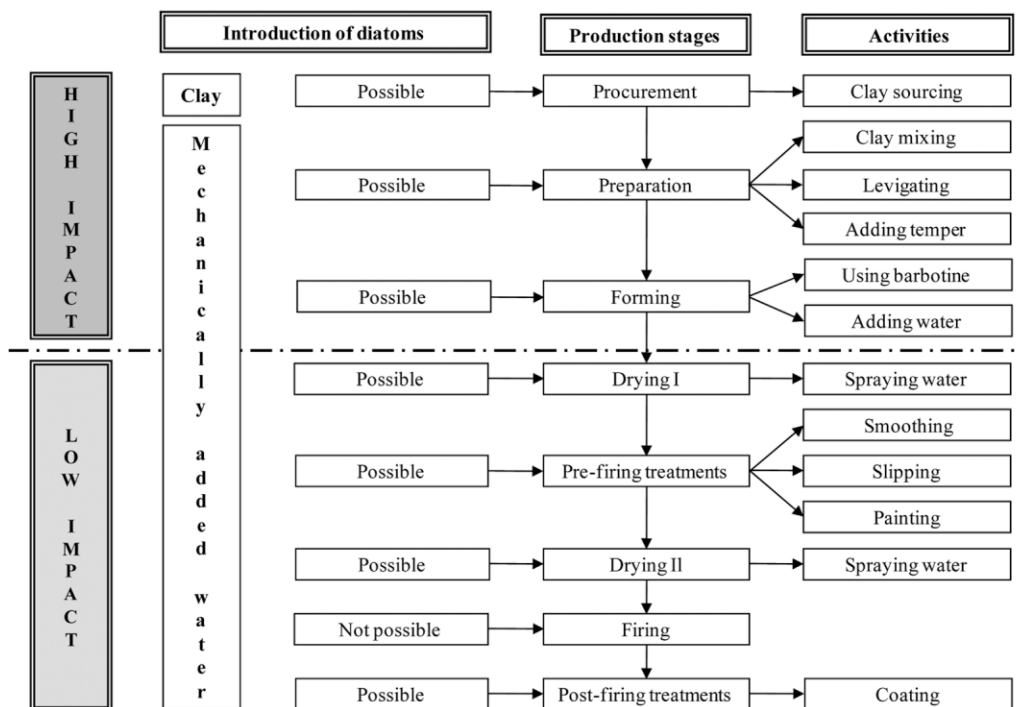 Introduction of diatoms
Production stages
Activities
HIGH IMPACT
Clay
Possible
Procurement
Clay sourcing
Mechanically added water
Clay mixing
Possible
Preparation
Levigating
Adding temper
Using barbotine
Possible
Forming
Adding water
LOW IMPACT
Possible
Drying I
Spraying water
Smoothing
Possible
Pre-firing treatments
Slipping
Painting
Possible
Drying II
Spraying water
Not possible
Firing
Possible
Post-firing treatments
Coating